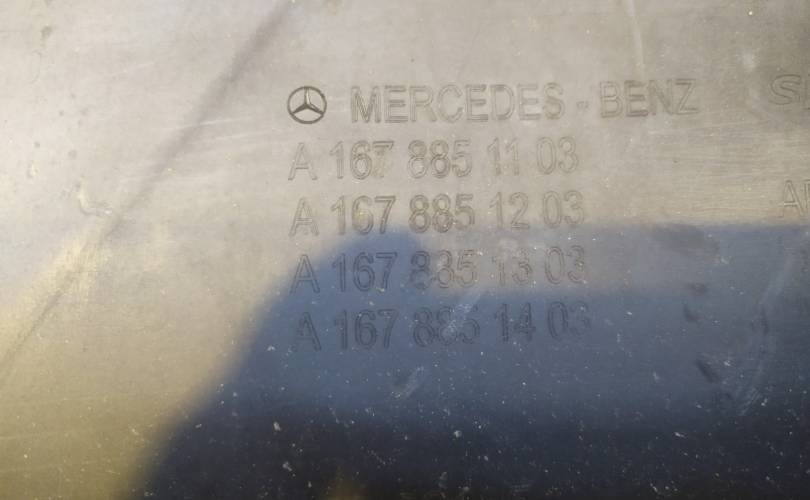 MERCEDES - BENZ
A 167 885 11 03
A 167 885 12 03
A 167 885 13 03
A 167 885 14 03